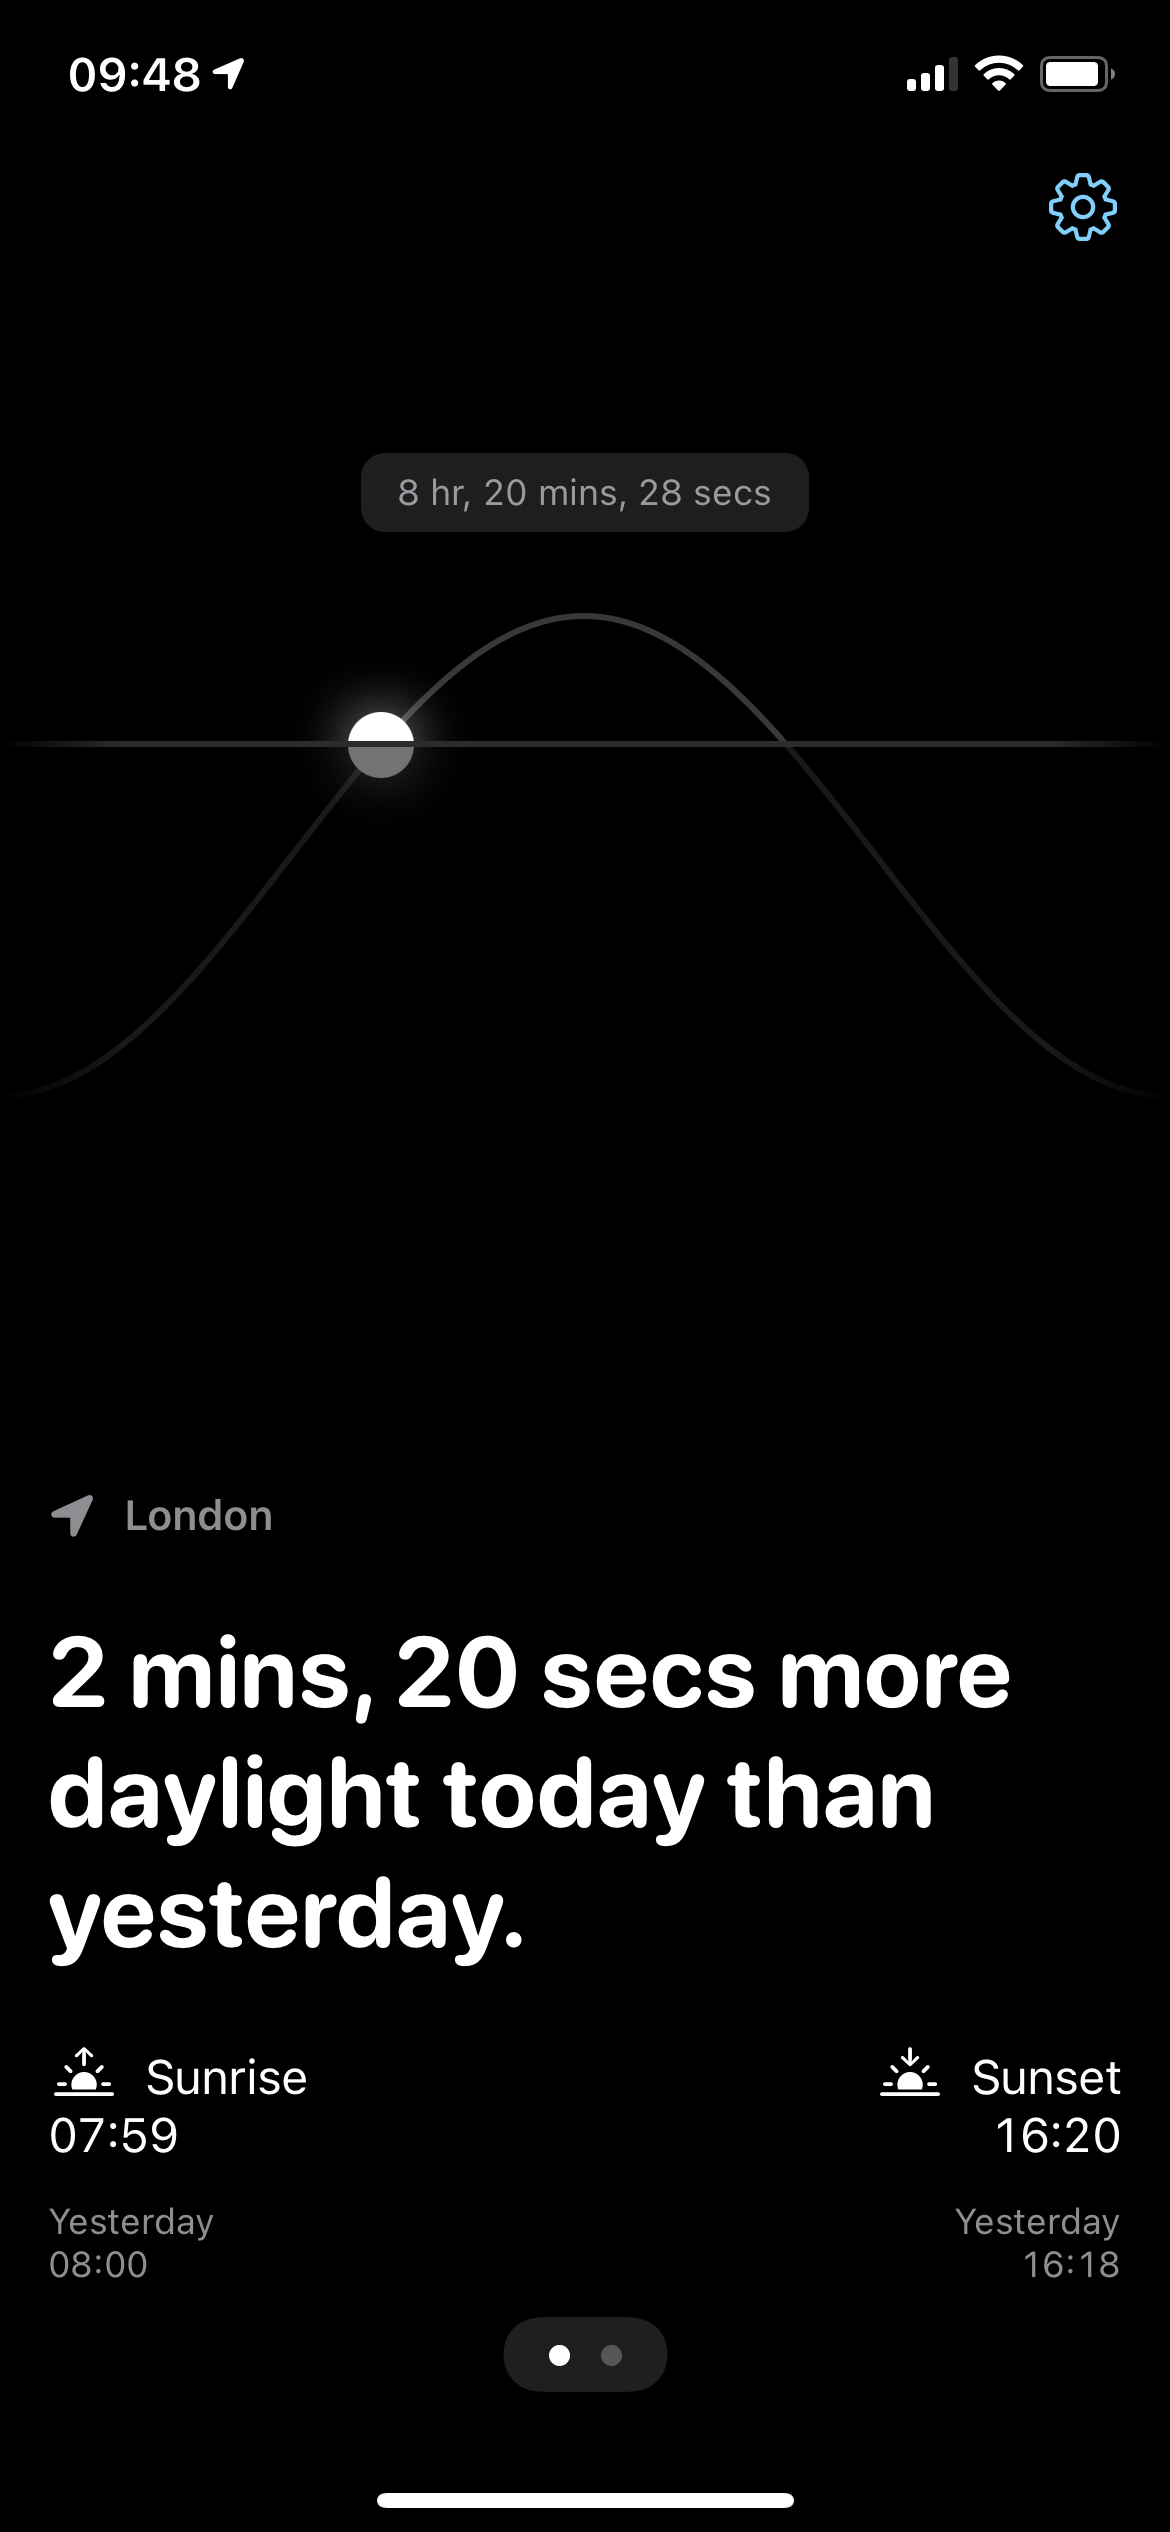 09:48
8 hr, 20 mins, 28 secs
London
2 mins, 20 secs more
daylight today than
yesterday.
Sunrise
07:59
Yesterday
08:00
Sunset
16:20
Yesterday
16:18